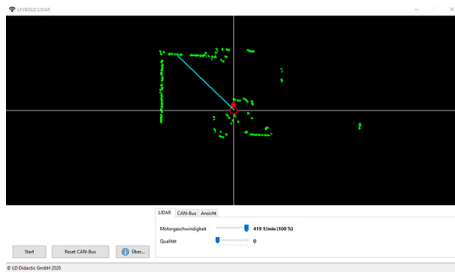 LEYBOLD LIDAR
LIDAR CAN-Bus Ansicht
Motorgeschwindigkeit 419 1/min (100 %)
Qualität 0
Start Reset CAN-Bus Über...
© LD Didactic GmbH 2020